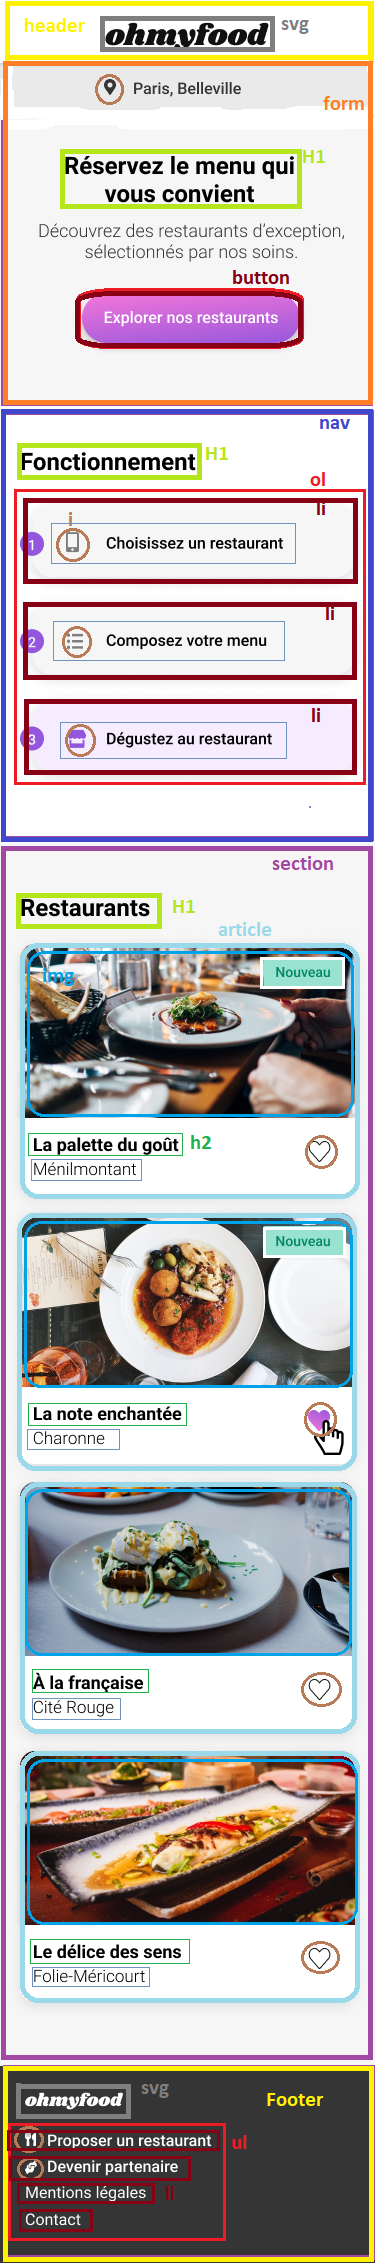 header
ohmyfood
svg
Paris, Belleville
form
Réservez le menu qui
H1
vous convient
Découvrez des restaurants d'exception,
sélectionnés par nos soins.
button
Explorer nos restaurants
nav
Fonctionnement
H1
ol
li
i
1
Choisissez un restaurant
li
2
Composez votre menu
li
3
Dégustez au restaurant
section
Restaurants
H1
article
Img
Nouveau
La palette du goût
h2
Ménilmontant
Nouveau
La note enchantée
Charonne
À la française
Cité Rouge
Le délice des sens
Folie-Méricourt
ohmyfood
svg
Footer
Proposer un restaurant
ul
Devenir partenaire
Mentions légales
li
Contact